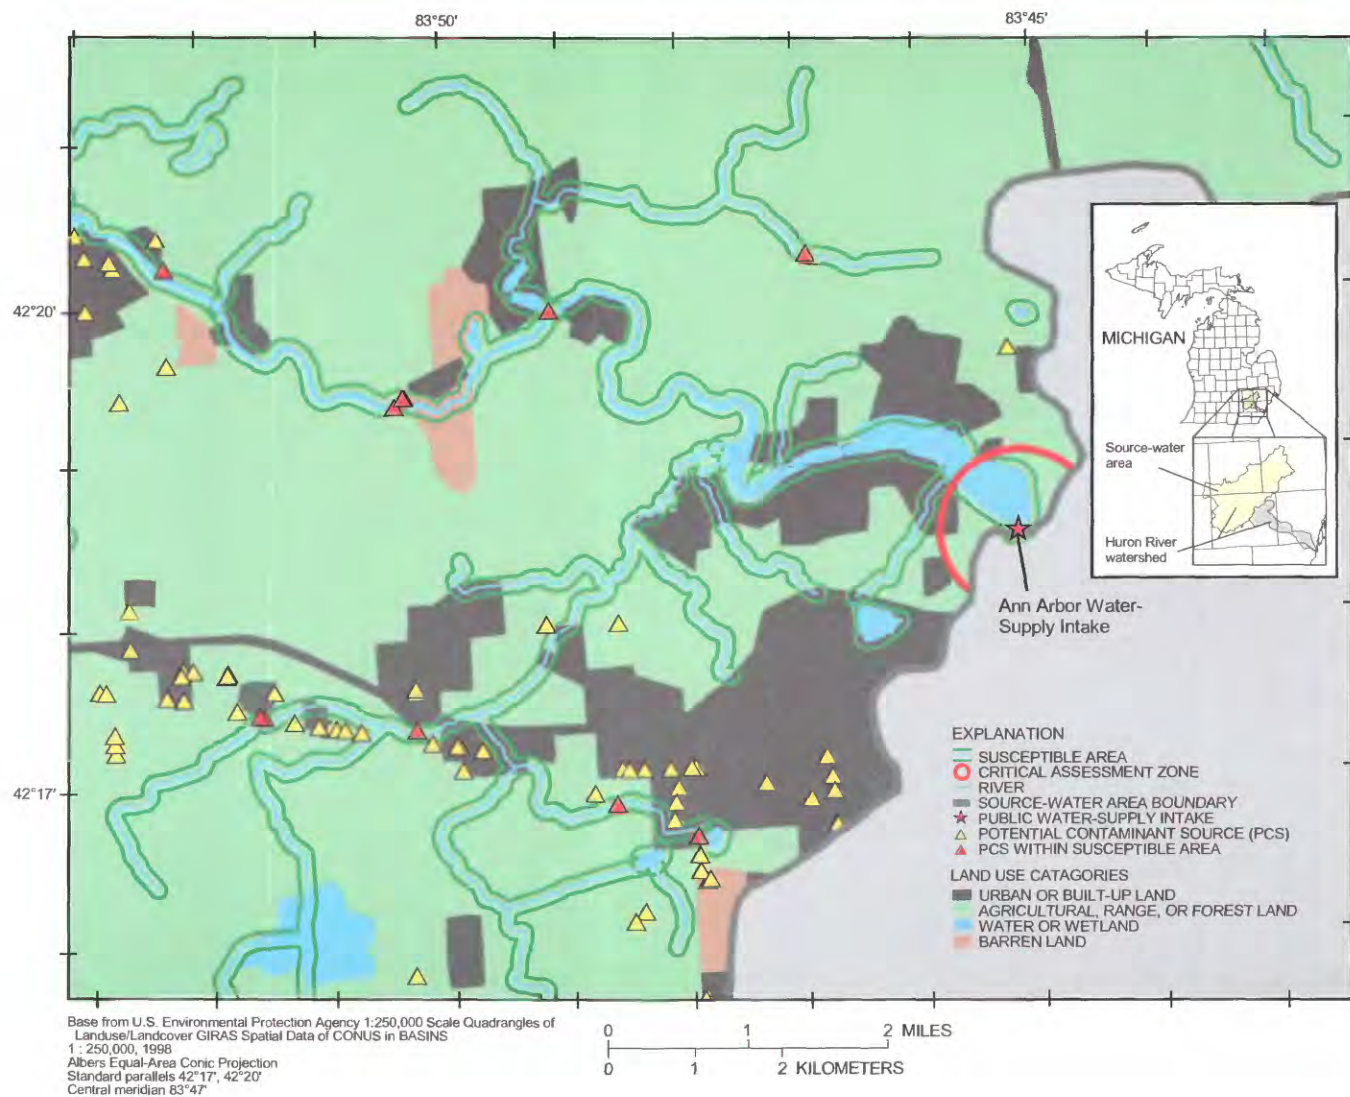 83°50'
83°45'
42°20'
42°17'
MICHIGAN
Source-water
area
Huron River
watershed
Ann Arbor Water-
Supply Intake
EXPLANATION
SUSCEPTIBLE AREA
CRITICAL ASSESSMENT ZONE
RIVER
SOURCE-WATER AREA BOUNDARY
PUBLIC WATER-SUPPLY INTAKE
POTENTIAL CONTAMINANT SOURCE (PCS)
PCS WITHIN SUSCEPTIBLE AREA
LAND USE CATAGORIES
URBAN OR BUILT-UP LAND
AGRICULTURAL, RANGE, OR FOREST LAND
WATER OR WETLAND
BARREN LAND
Base from U.S. Environmental Protection Agency 1:250,000 Scale Quadrangles of
Landuse/Landcover GIRAS Spatial Data of CONUS in BASINS
1 : 250,000, 1998
Albers Equal-Area Conic Projection
Standard parallels 42°17', 42°20'
Central meridian 83°47'
0 1 2 MILES
0 1 2 KILOMETERS